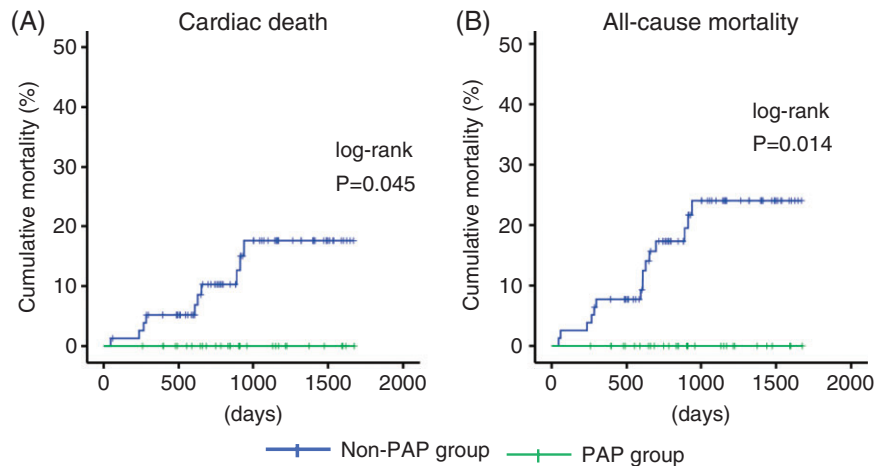 (A) Cardiac death
Cumulative mortality (%)
50
40
30
20
10
0
log-rank
P=0.045
0 500 1000 1500 2000
(days)
(B) All-cause mortality
Cumulative mortality (%)
50
40
30
20
10
0
log-rank
P=0.014
0 500 1000 1500 2000
(days)
Non-PAP group PAP group